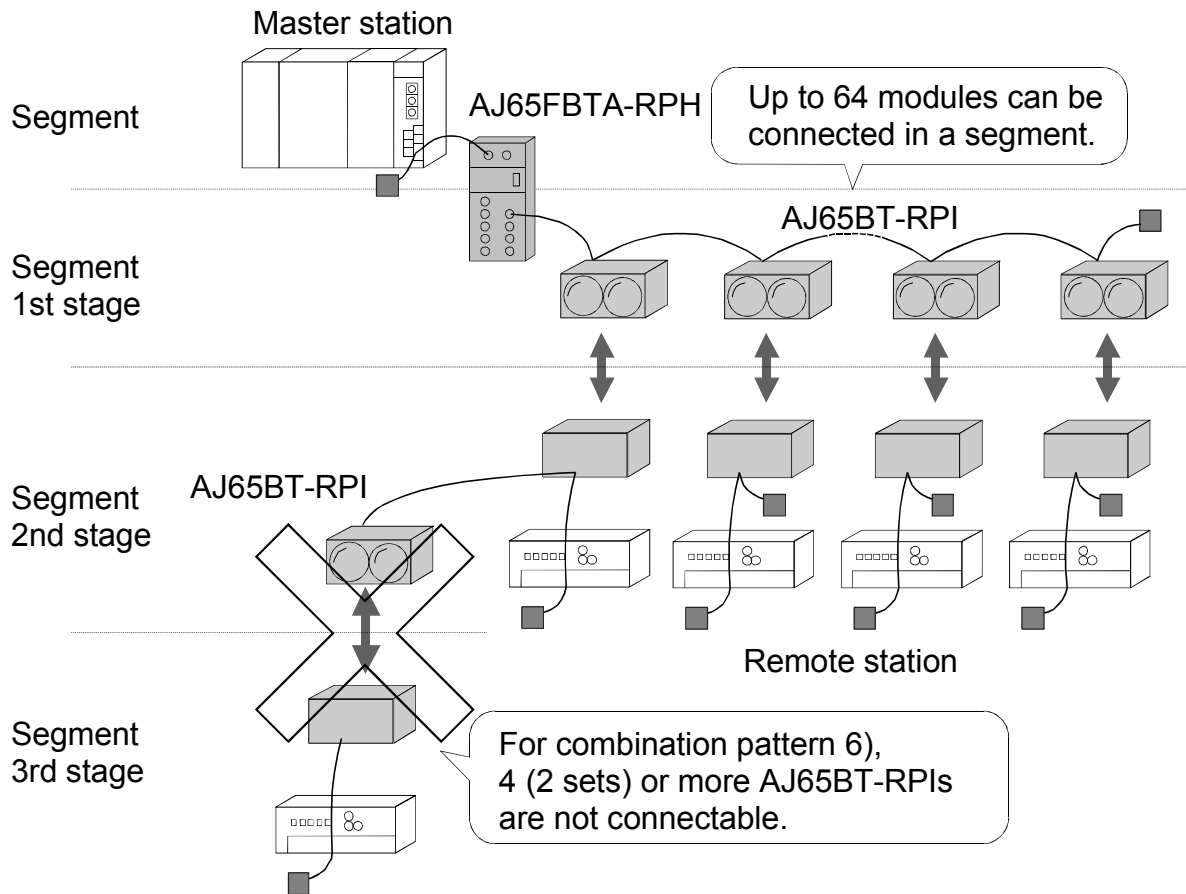 Master station
Segment
AJ65FBTA-RPH
Up to 64 modules can be
connected in a segment.
AJ65BT-RPI
Segment
1st stage
AJ65BT-RPI
Segment
2nd stage
Remote station
Segment
3rd stage
For combination pattern 6),
4 (2 sets) or more AJ65BT-RPIs
are not connectable.